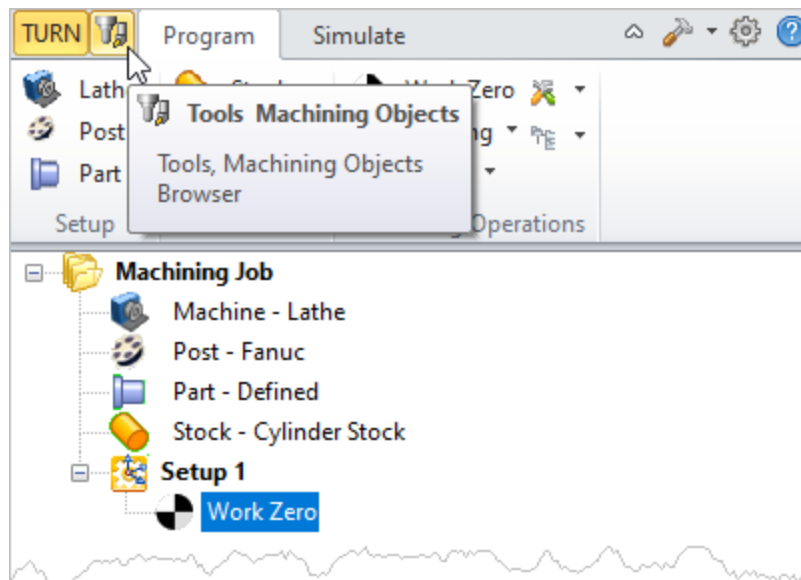 TURN Program Simulate
Tools Machining Objects
Tools, Machining Objects
Browser
Post
Part
Zero
Setup
Operations
Machining Job
Machine - Lathe
Post - Fanuc
Part - Defined
Stock - Cylinder Stock
Setup 1
Work Zero